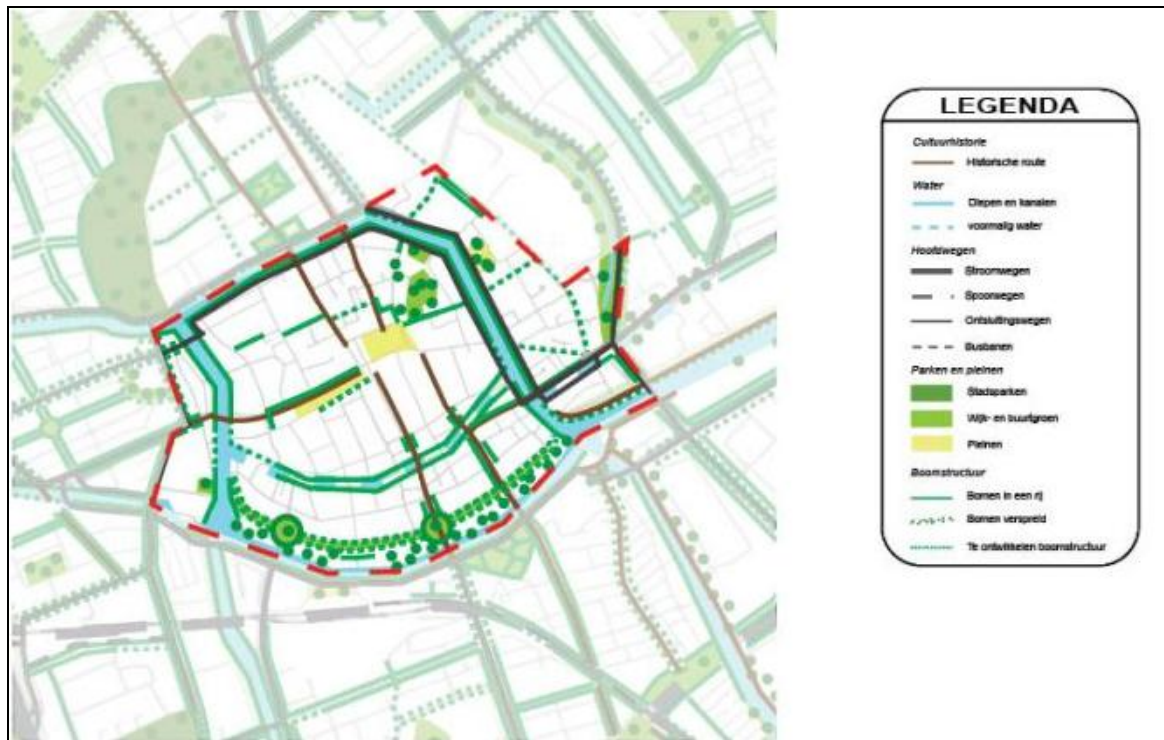 LEGENDA
Cultuurhistorie
Historische route
Water
Diepen en kanalen
voormalig water
Hoofdwegen
Stroomwegen
Spoorwegen
Ontsluitingswegen
Busbanen
Parken en pleinen
Stadsparken
Wijk- en buurtgroen
Pleinen
Boomstructuur
Bomen in een rij
Bomen verspreid
Te ontwikkelen boomstructuur